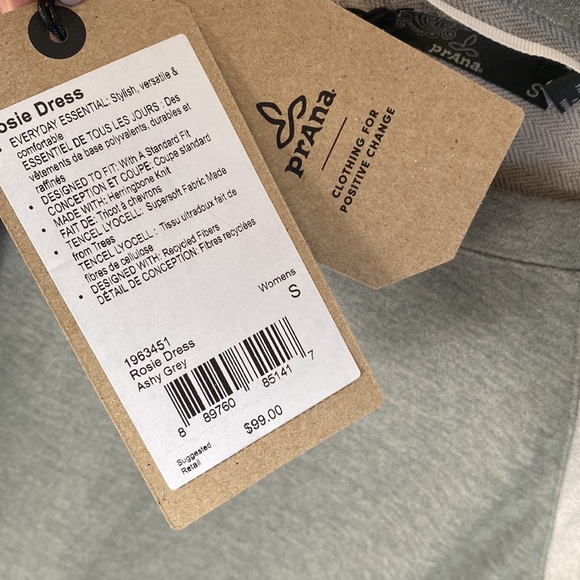 osie Dress
• EVERYDAY ESSENTIAL: Stylish, versatile &
comfortable
ESSENTIEL DE TOUS LES JOURS : Des
vêtements de base polyvalents, durables et
raffinés
• DESIGNED TO FIT: With A Standard Fit
CONCEPTION ET COUPE: Coupe standard
• MADE WITH: Herringbone Knit
FAIT DE: Tricot à chevrons
• TENCEL LYOCELL: Supersoft Fabric Made
from Trees
TENCEL LYOCELL : Tissu ultradoux fait de
fibres de cellulose
• DESIGNED WITH: Recycled Fibers
DÉTAIL DE CONCEPTION: Fibres recyclées
Womens
S
1963451
Rosie Dress
Ashy Grey
8 89760 85141 7
Suggested
Retail
$99.00
prAna
CLOTHING FOR
POSITIVE CHANGE
prAna
S